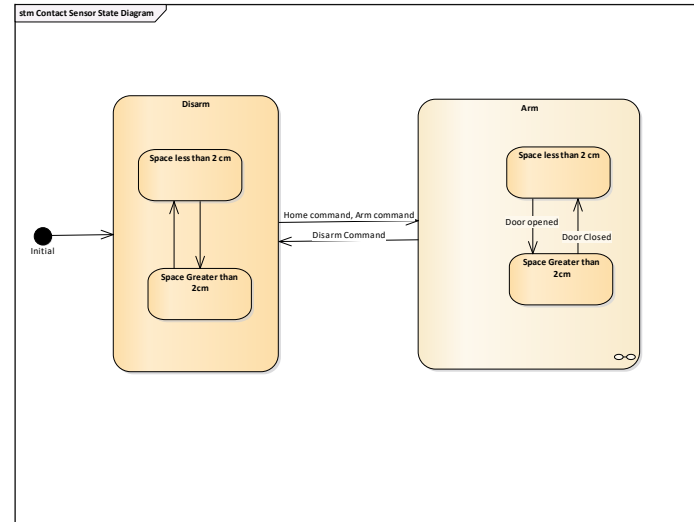 stm Contact Sensor State Diagram
Disarm
Arm
Space less than 2 cm
Space less than 2 cm
Home command, Arm command
Door opened
Disarm Command
Door Closed
Initial
Space Greater than
2cm
Space Greater than
2cm